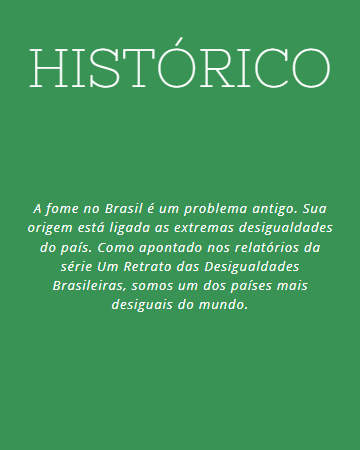 HISTÓRICO
A fome no Brasil é um problema antigo. Sua
origem está ligada as extremas desigualdades
do país. Como apontado nos relatórios da
série Um Retrato das Desigualdades
Brasileiras, somos um dos países mais
desiguais do mundo.